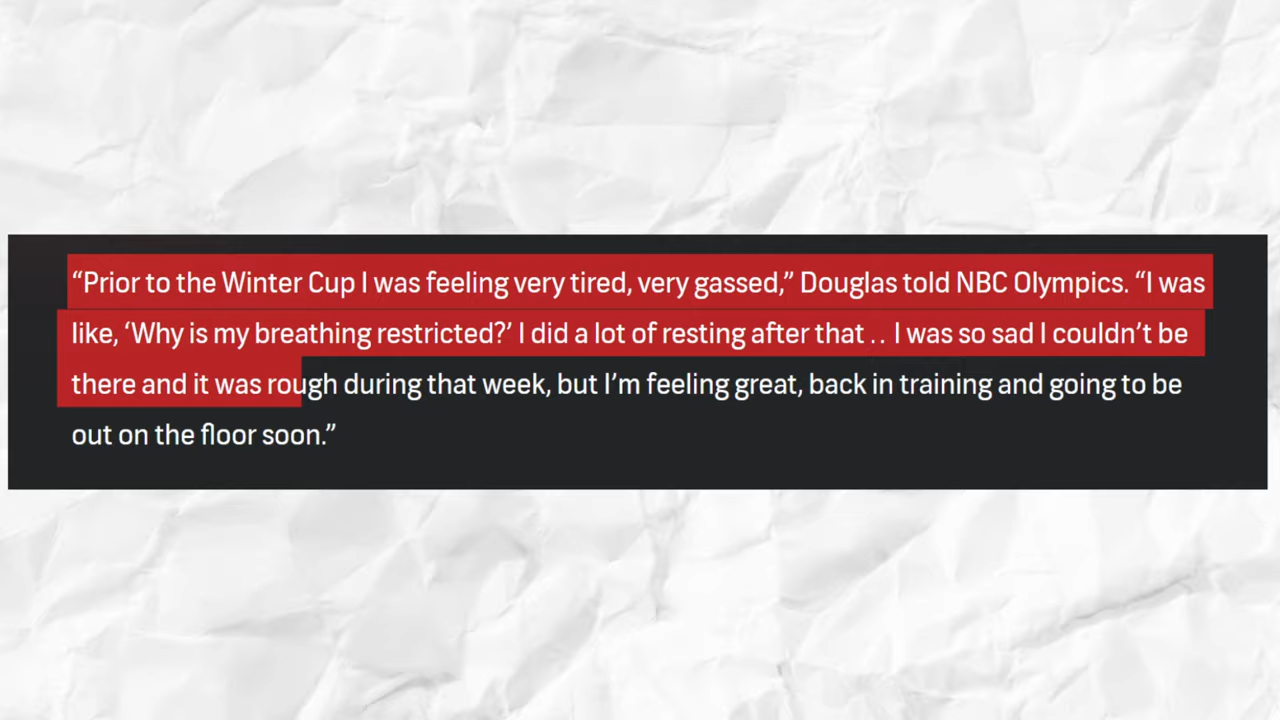 “Prior to the Winter Cup I was feeling very tired, very gassed,” Douglas told NBC Olympics. “I was
like, ‘Why is my breathing restricted?’ I did a lot of resting after that . . I was so sad I couldn’t be
there and it was rough during that week, but I’m feeling great, back in training and going to be
out on the floor soon.”